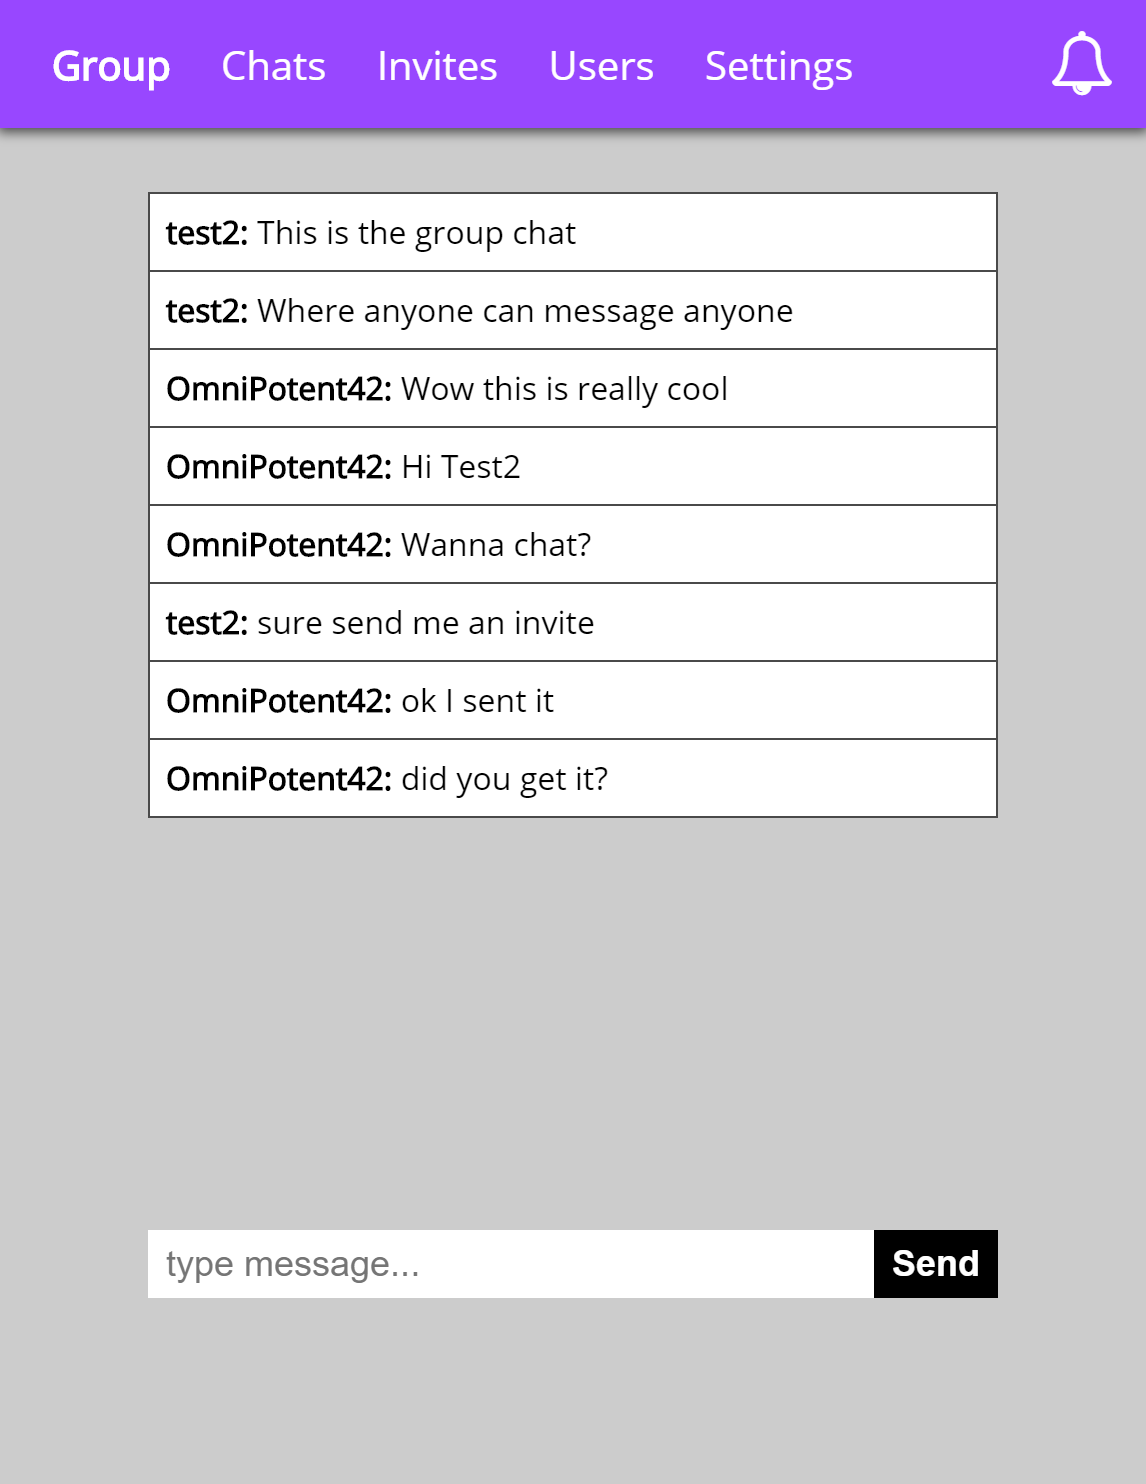 Group Chats Invites Users Settings
test2: This is the group chat
test2: Where anyone can message anyone
OmniPotent42: Wow this is really cool
OmniPotent42: Hi Test2
OmniPotent42: Wanna chat?
test2: sure send me an invite
OmniPotent42: ok I sent it
OmniPotent42: did you get it?
type message... Send